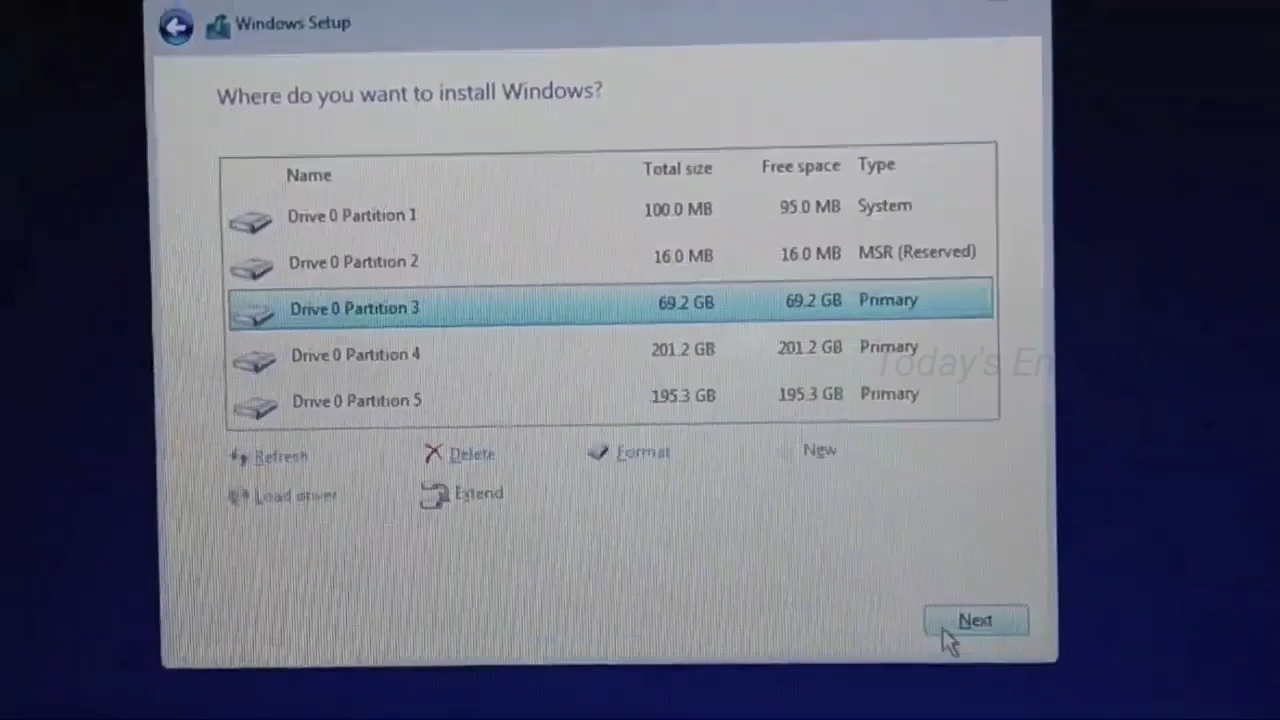 Windows Setup
Where do you want to install Windows?
Name Total size Free space Type
Drive 0 Partition 1 100.0 MB 95.0 MB System
Drive 0 Partition 2 16.0 MB 16.0 MB MSR (Reserved)
Drive 0 Partition 3 69.2 GB 69.2 GB Primary
Drive 0 Partition 4 201.2 GB 201.2 GB Primary
Today's En
Drive 0 Partition 5 195.3 GB 195.3 GB Primary
Refresh Delete Format New
Load driver Extend
Next